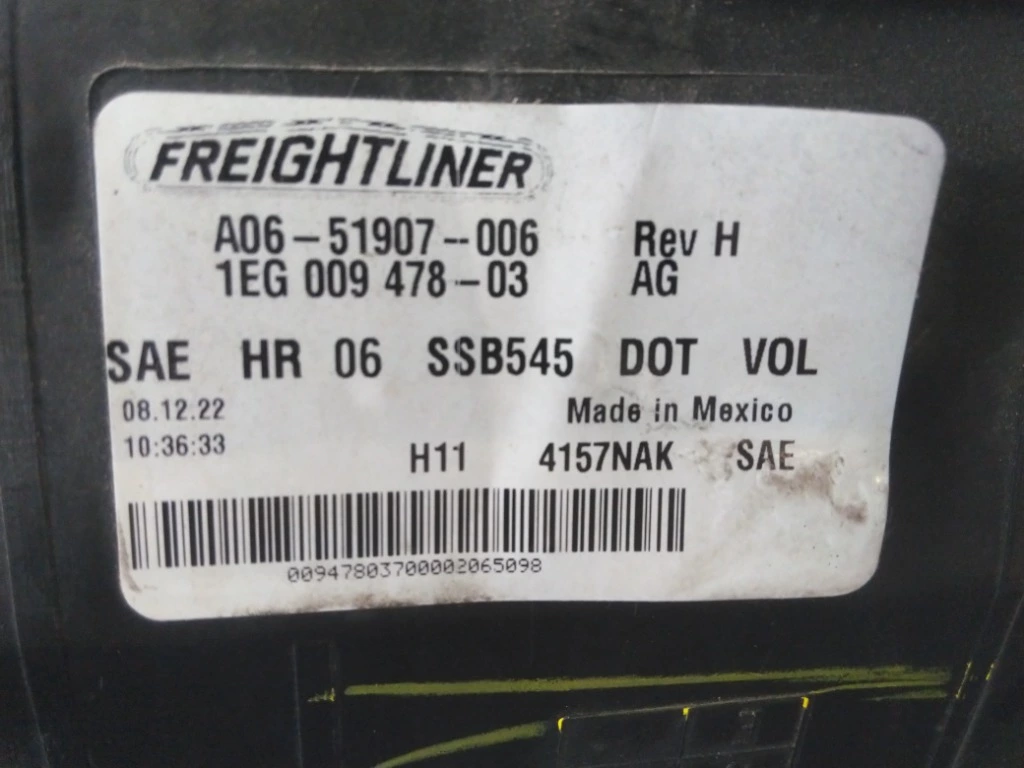 FREIGHTLINER
A06-51907-006 Rev H
1EG 009 478-03 AG
SAE HR 06 SSB545 DOT VOL
08.12.22 Made in Mexico
10:36:33 H11 4157NAK SAE
00947803700002065098